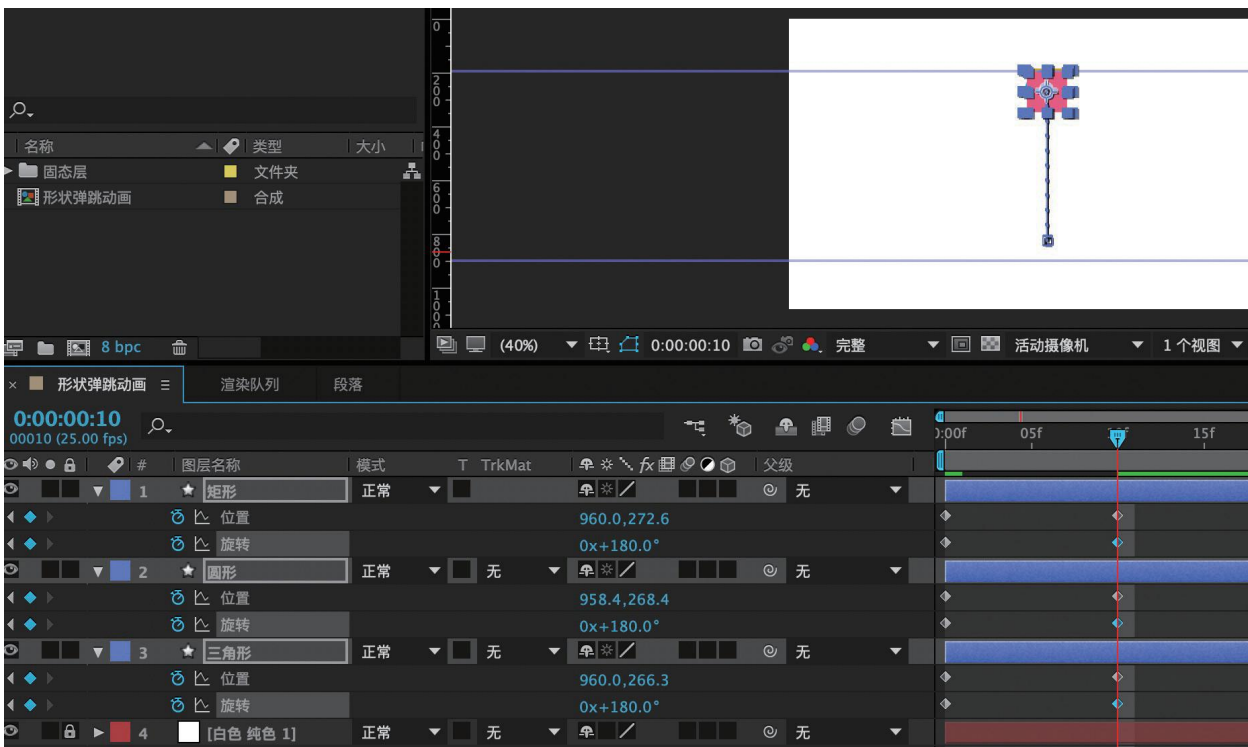 名称 类型 大小
固态层 文件夹
形状弹跳动画 合成
8 bpc
0
200
400
600
800
1000
(40%) 0:00:00:10 完整 活动摄像机 1 个视图
× 形状弹跳动画 渲染队列 段落
0:00:00:10
00010 (25.00 fps)
):00f 05f 15f
# 图层名称 模式 T TrkMat fx 父级
1 矩形 正常 无
位置 960.0,272.6
旋转 0x+180.0°
2 圆形 正常 无 无
位置 958.4,268.4
旋转 0x+180.0°
3 三角形 正常 无 无
位置 960.0,266.3
旋转 0x+180.0°
4 [白色 纯色 1] 正常 无 无